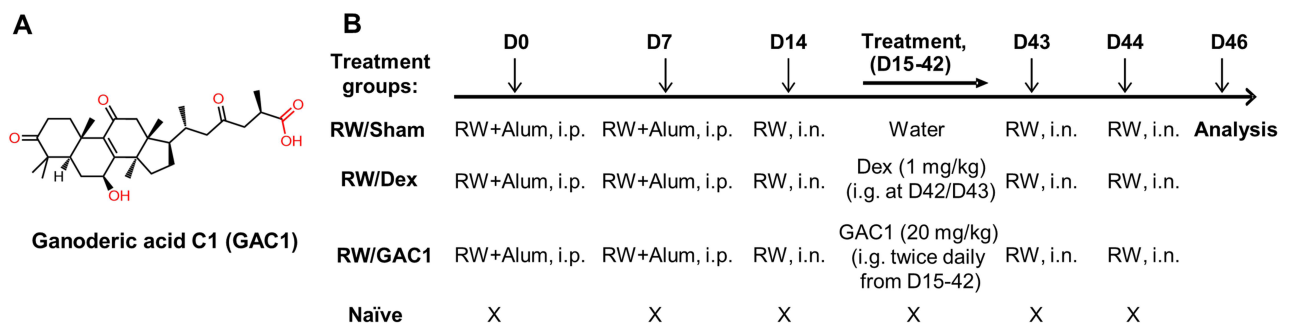 A
O
O
O
O
OH
H
OH
Ganoderic acid C1 (GAC1)
B
Treatment
groups:
D0
D7
D14
Treatment,
(D15-42)
D43
D44
D46
RW/Sham
RW+Alum, i.p.
RW+Alum, i.p.
RW, i.n.
Water
RW, i.n.
RW, i.n.
Analysis
RW/Dex
RW+Alum, i.p.
RW+Alum, i.p.
RW, i.n.
Dex (1 mg/kg)
(i.g. at D42/D43)
RW, i.n.
RW, i.n.
RW/GAC1
RW+Alum, i.p.
RW+Alum, i.p.
RW, i.n.
GAC1 (20 mg/kg)
(i.g. twice daily
from D15-42)
RW, i.n.
RW, i.n.
Naïve
X
X
X
X
X
X